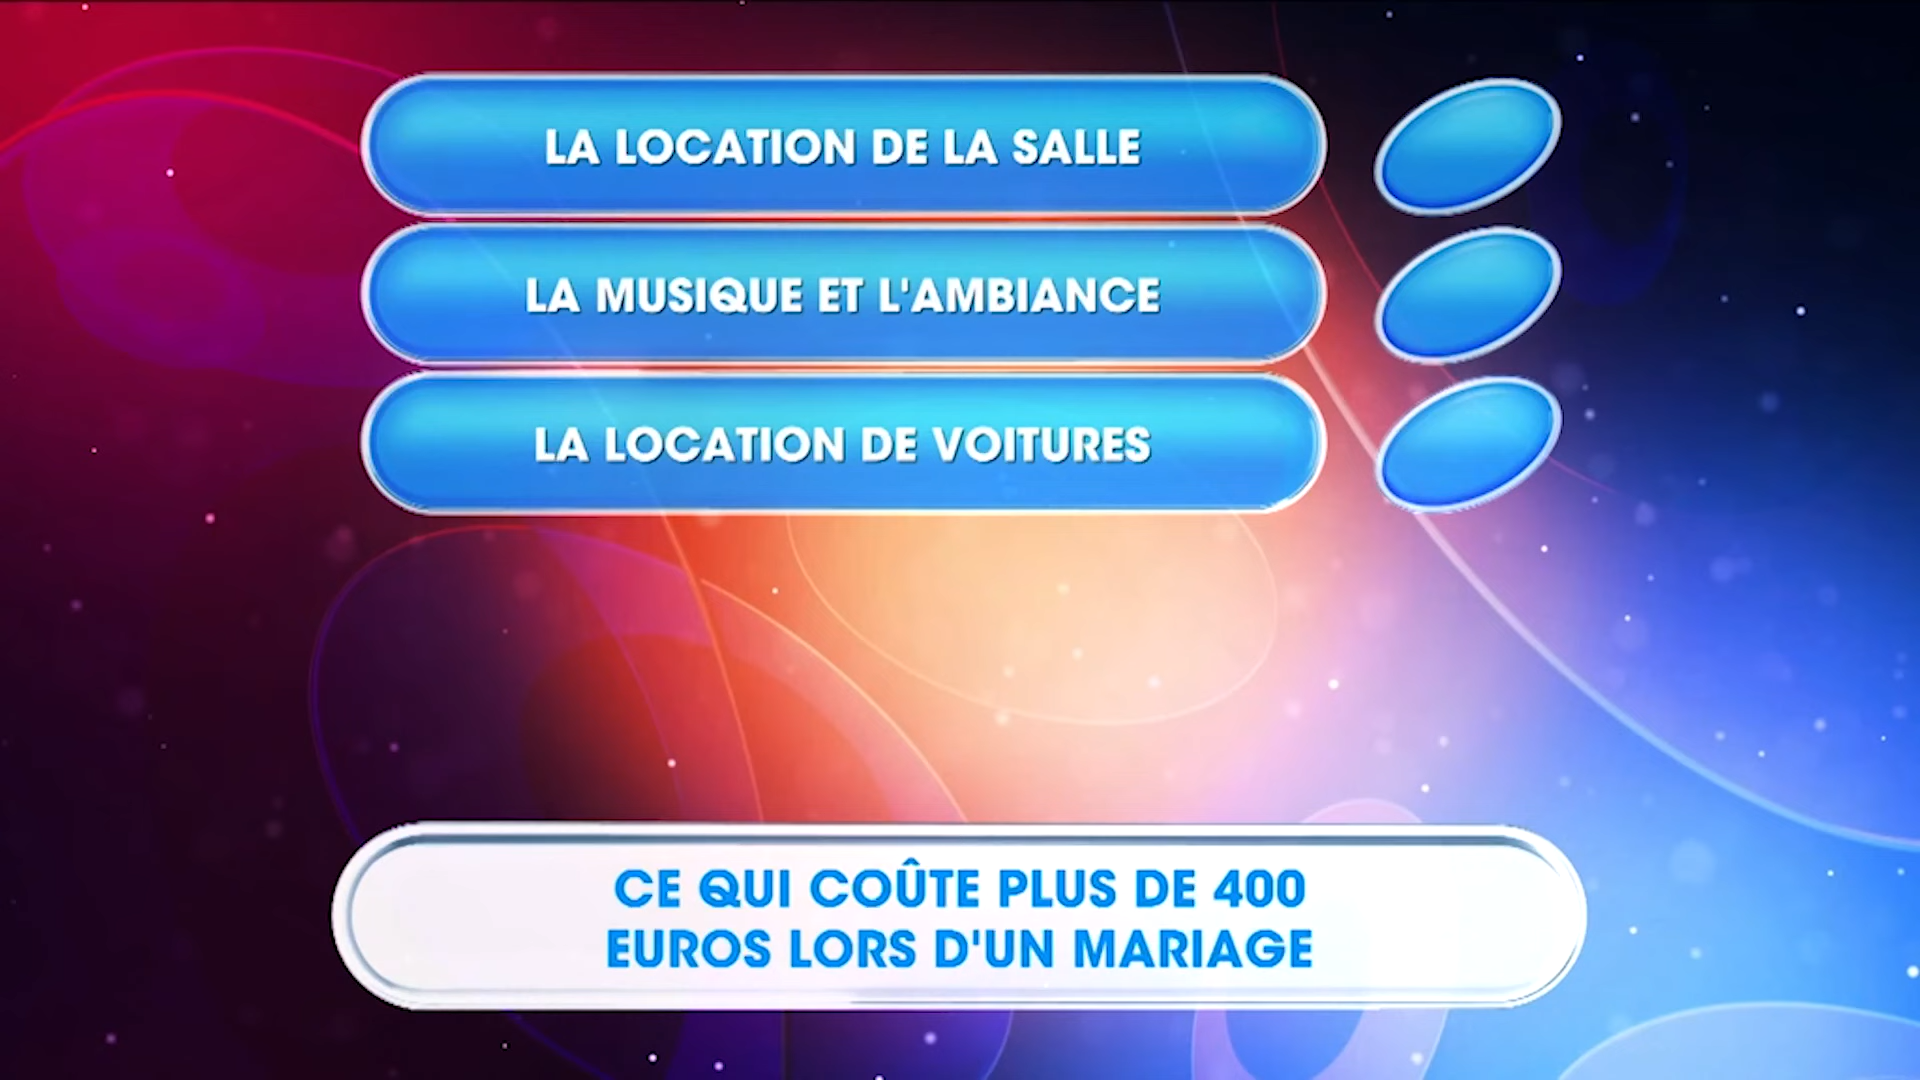 LA LOCATION DE LA SALLE
LA MUSIQUE ET L'AMBIANCE
LA LOCATION DE VOITURES
CE QUI COÛTE PLUS DE 400
EUROS LORS D'UN MARIAGE